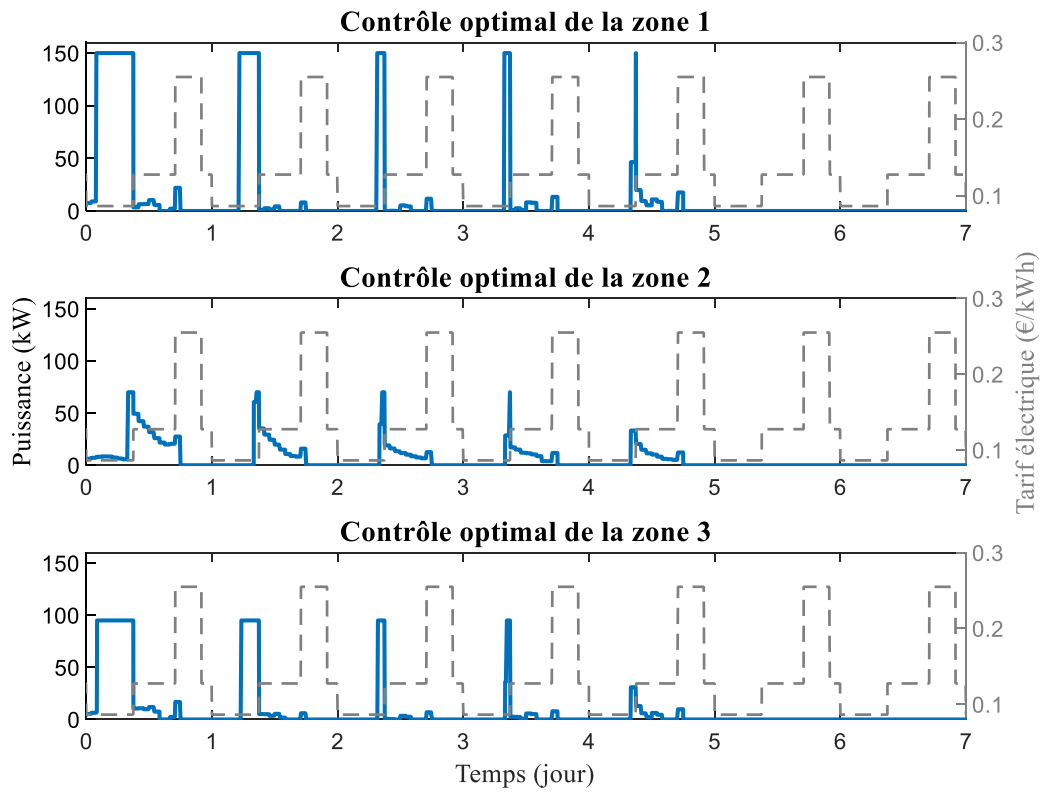 Contrôle optimal de la zone 1
150
100
50
0
0.3
0.2
0.1
0 1 2 3 4 5 6 7
Contrôle optimal de la zone 2
150
100
50
0
0.3
0.2
0.1
0 1 2 3 4 5 6 7
Puissance (kW)
Tarif électrique (€/kWh)
Contrôle optimal de la zone 3
150
100
50
0
0.3
0.2
0.1
0 1 2 3 4 5 6 7
Temps (jour)